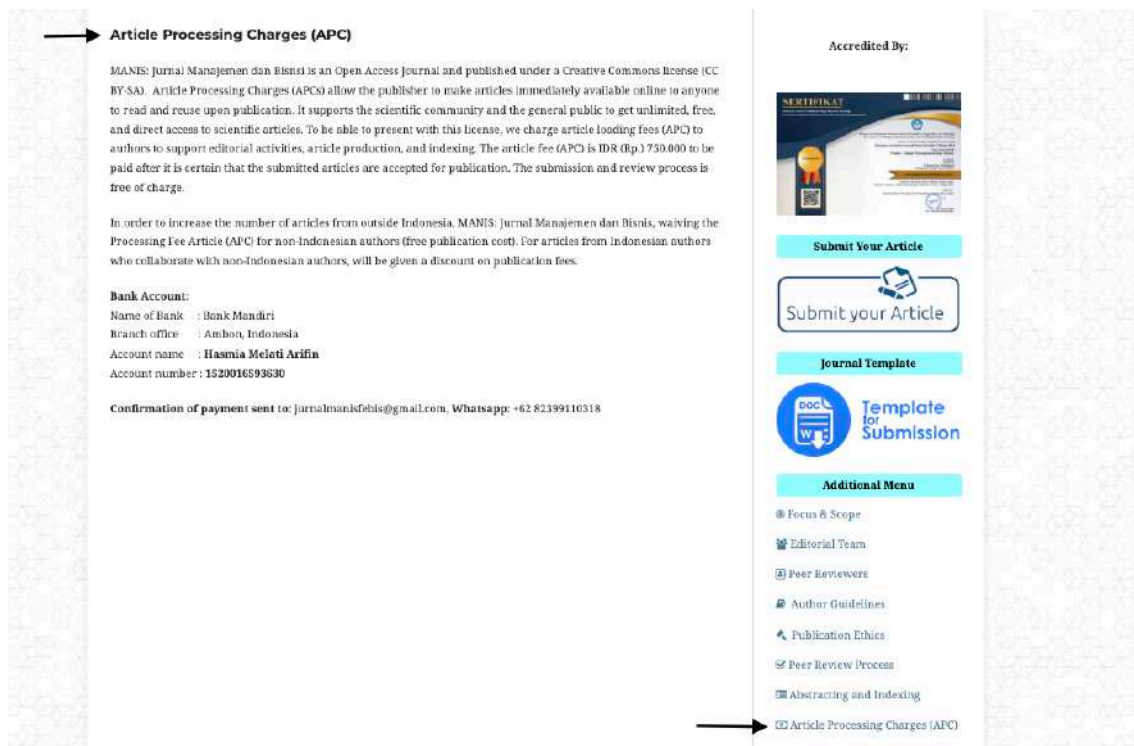 Article Processing Charges (APC)
MANIS: Jurnal Manajemen dan Bisnsi is an Open Access Journal and published under a Creative Commons license (CC
BY-SA). Article Processing Charges (APCs) allow the publisher to make articles immediately available online to anyone
to read and reuse upon publication. It supports the scientific community and the general public to get unlimited, free,
and direct access to scientific articles. To be able to present with this license, we charge article loading fees (APC) to
authors to support editorial activities, article production, and indexing. The article fee (APC) is IDR (Rp.) 750.000 to be
paid after it is certain that the submitted articles are accepted for publication. The submission and review process is
free of charge.
In order to increase the number of articles from outside Indonesia, MANIS: Jurnal Manajemen dan Bisnis, waiving the
Processing Fee Article (APC) for non-Indonesian authors (free publication cost). For articles from Indonesian authors
who collaborate with non-Indonesian authors, will be given a discount on publication fees.
Bank Account:
Name of Bank : Bank Mandiri
Branch office : Ambon, Indonesia
Account name : Hasmia Melati Arifin
Account number : 1520016593630
Confirmation of payment sent to: jurnalmanisfebis@gmail.com, Whatsapp: +62 82399110318
Accredited By:
SERTIFIKAT
Submit Your Article
Submit your Article
Journal Template
DOC
W
Template
for
Submission
Additional Menu
Focus & Scope
Editorial Team
Peer Reviewers
Author Guidelines
Publication Ethics
Peer Review Process
Abstracting and Indexing
Article Processing Charges (APC)